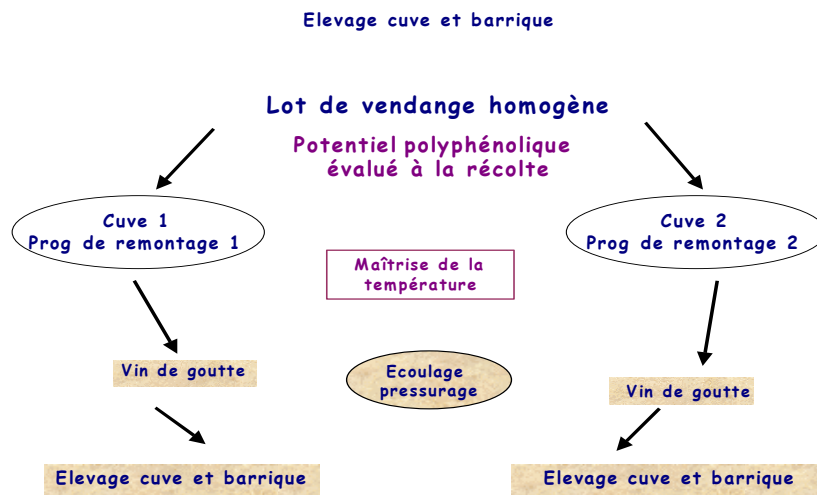 Elevage cuve et barrique
Lot de vendange homogène
Potentiel polyphénolique
évalué à la récolte
Cuve 1
Prog de remontage 1
Cuve 2
Prog de remontage 2
Maîtrise de la
température
Vin de goutte
Ecoulage
pressurage
Vin de goutte
Elevage cuve et barrique
Elevage cuve et barrique